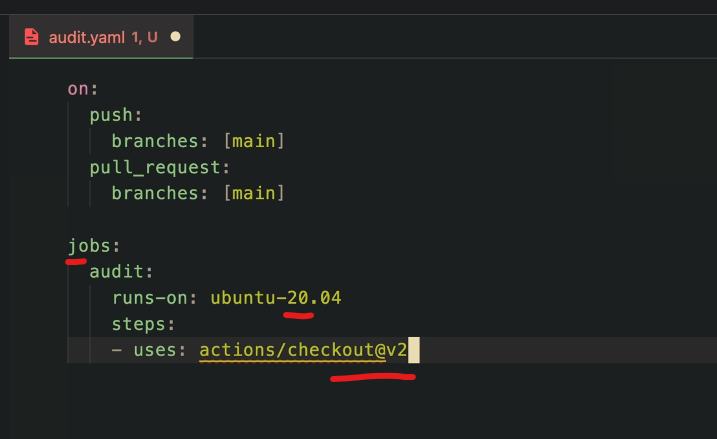 audit.yaml 1, U
on:
push:
branches: [main]
pull_request:
branches: [main]
jobs:
audit:
runs-on: ubuntu-20.04
steps:
- uses: actions/checkout@v2